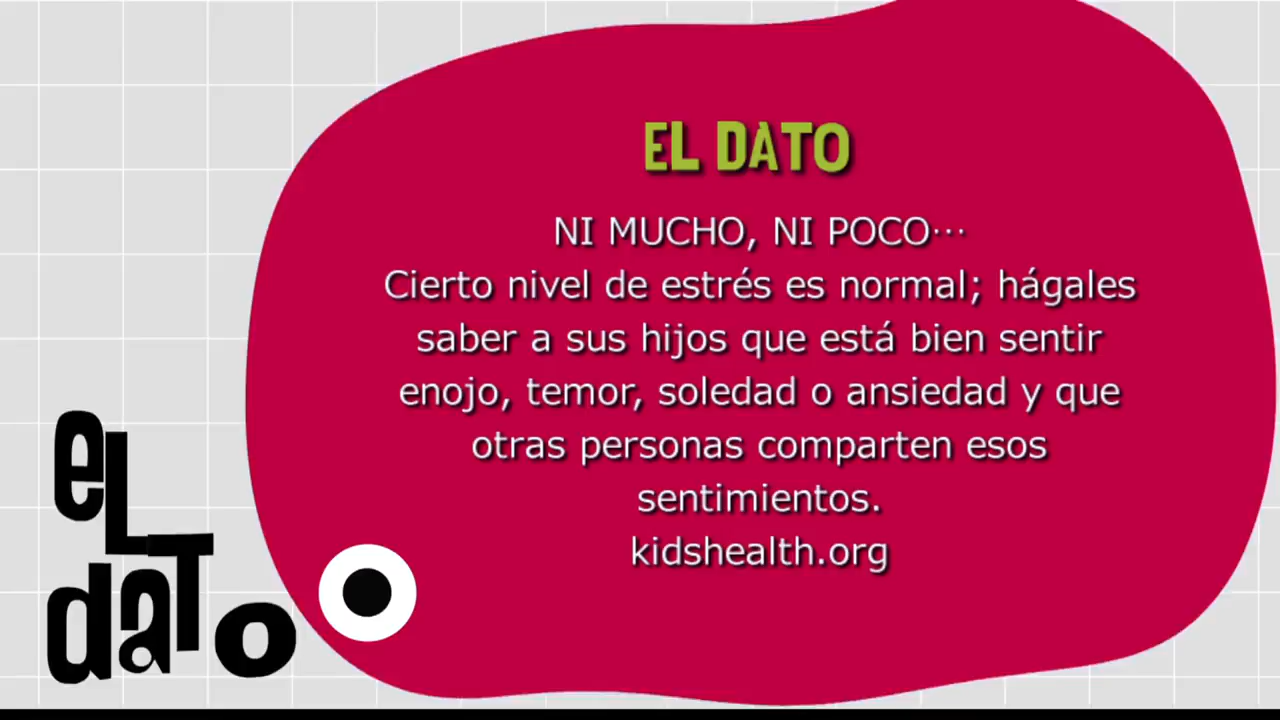 EL DATO
NI MUCHO, NI POCO…
Cierto nivel de estrés es normal; hágales
saber a sus hijos que está bien sentir
enojo, temor, soledad o ansiedad y que
otras personas comparten esos
sentimientos.
kidshealth.org
eL
daTo